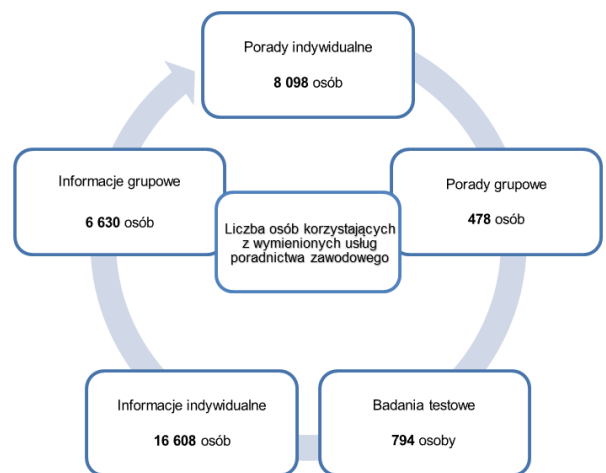 Porady indywidualne
8 098 osób
Porady grupowe
478 osób
Badania testowe
794 osoby
Informacje indywidualne
16 608 osób
Informacje grupowe
6 630 osób
Liczba osób korzystających
z wymienionych usług
poradnictwa zawodowego